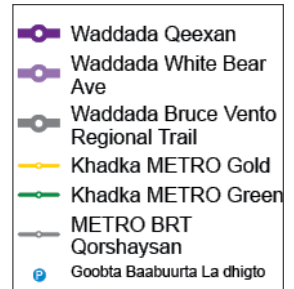 Waddada Qeexan
Waddada White Bear
Ave
Waddada Bruce Vento
Regional Trail
Khadka METRO Gold
Khadka METRO Green
METRO BRT
Qorshaysan
P Goobta Baabuurta La dhigto